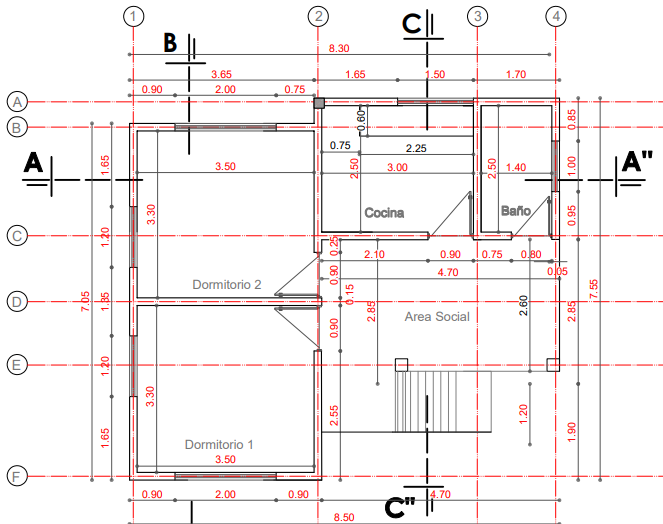 1 2 3 4
B C
8.30
3.65 1.65 1.50 1.70
0.90 2.00 0.75
A
B
0.60
0.85
0.75 2.25
A A"
1.65 3.50 2.50 3.00 2.50 1.40 1.00
3.30
Cocina Baño
1.20 0.95
C
0.25
2.10 0.90 0.75 0.80
0.90 4.70 0.05
Dormitorio 2
7.05 1.35 0.15 2.85 2.60 7.55
D
Area Social
0.90 2.85
E
1.20
3.30 2.55 1.20
1.65 1.90
Dormitorio 1
3.50
F
0.90 2.00 0.90 C" 4.70
8.50